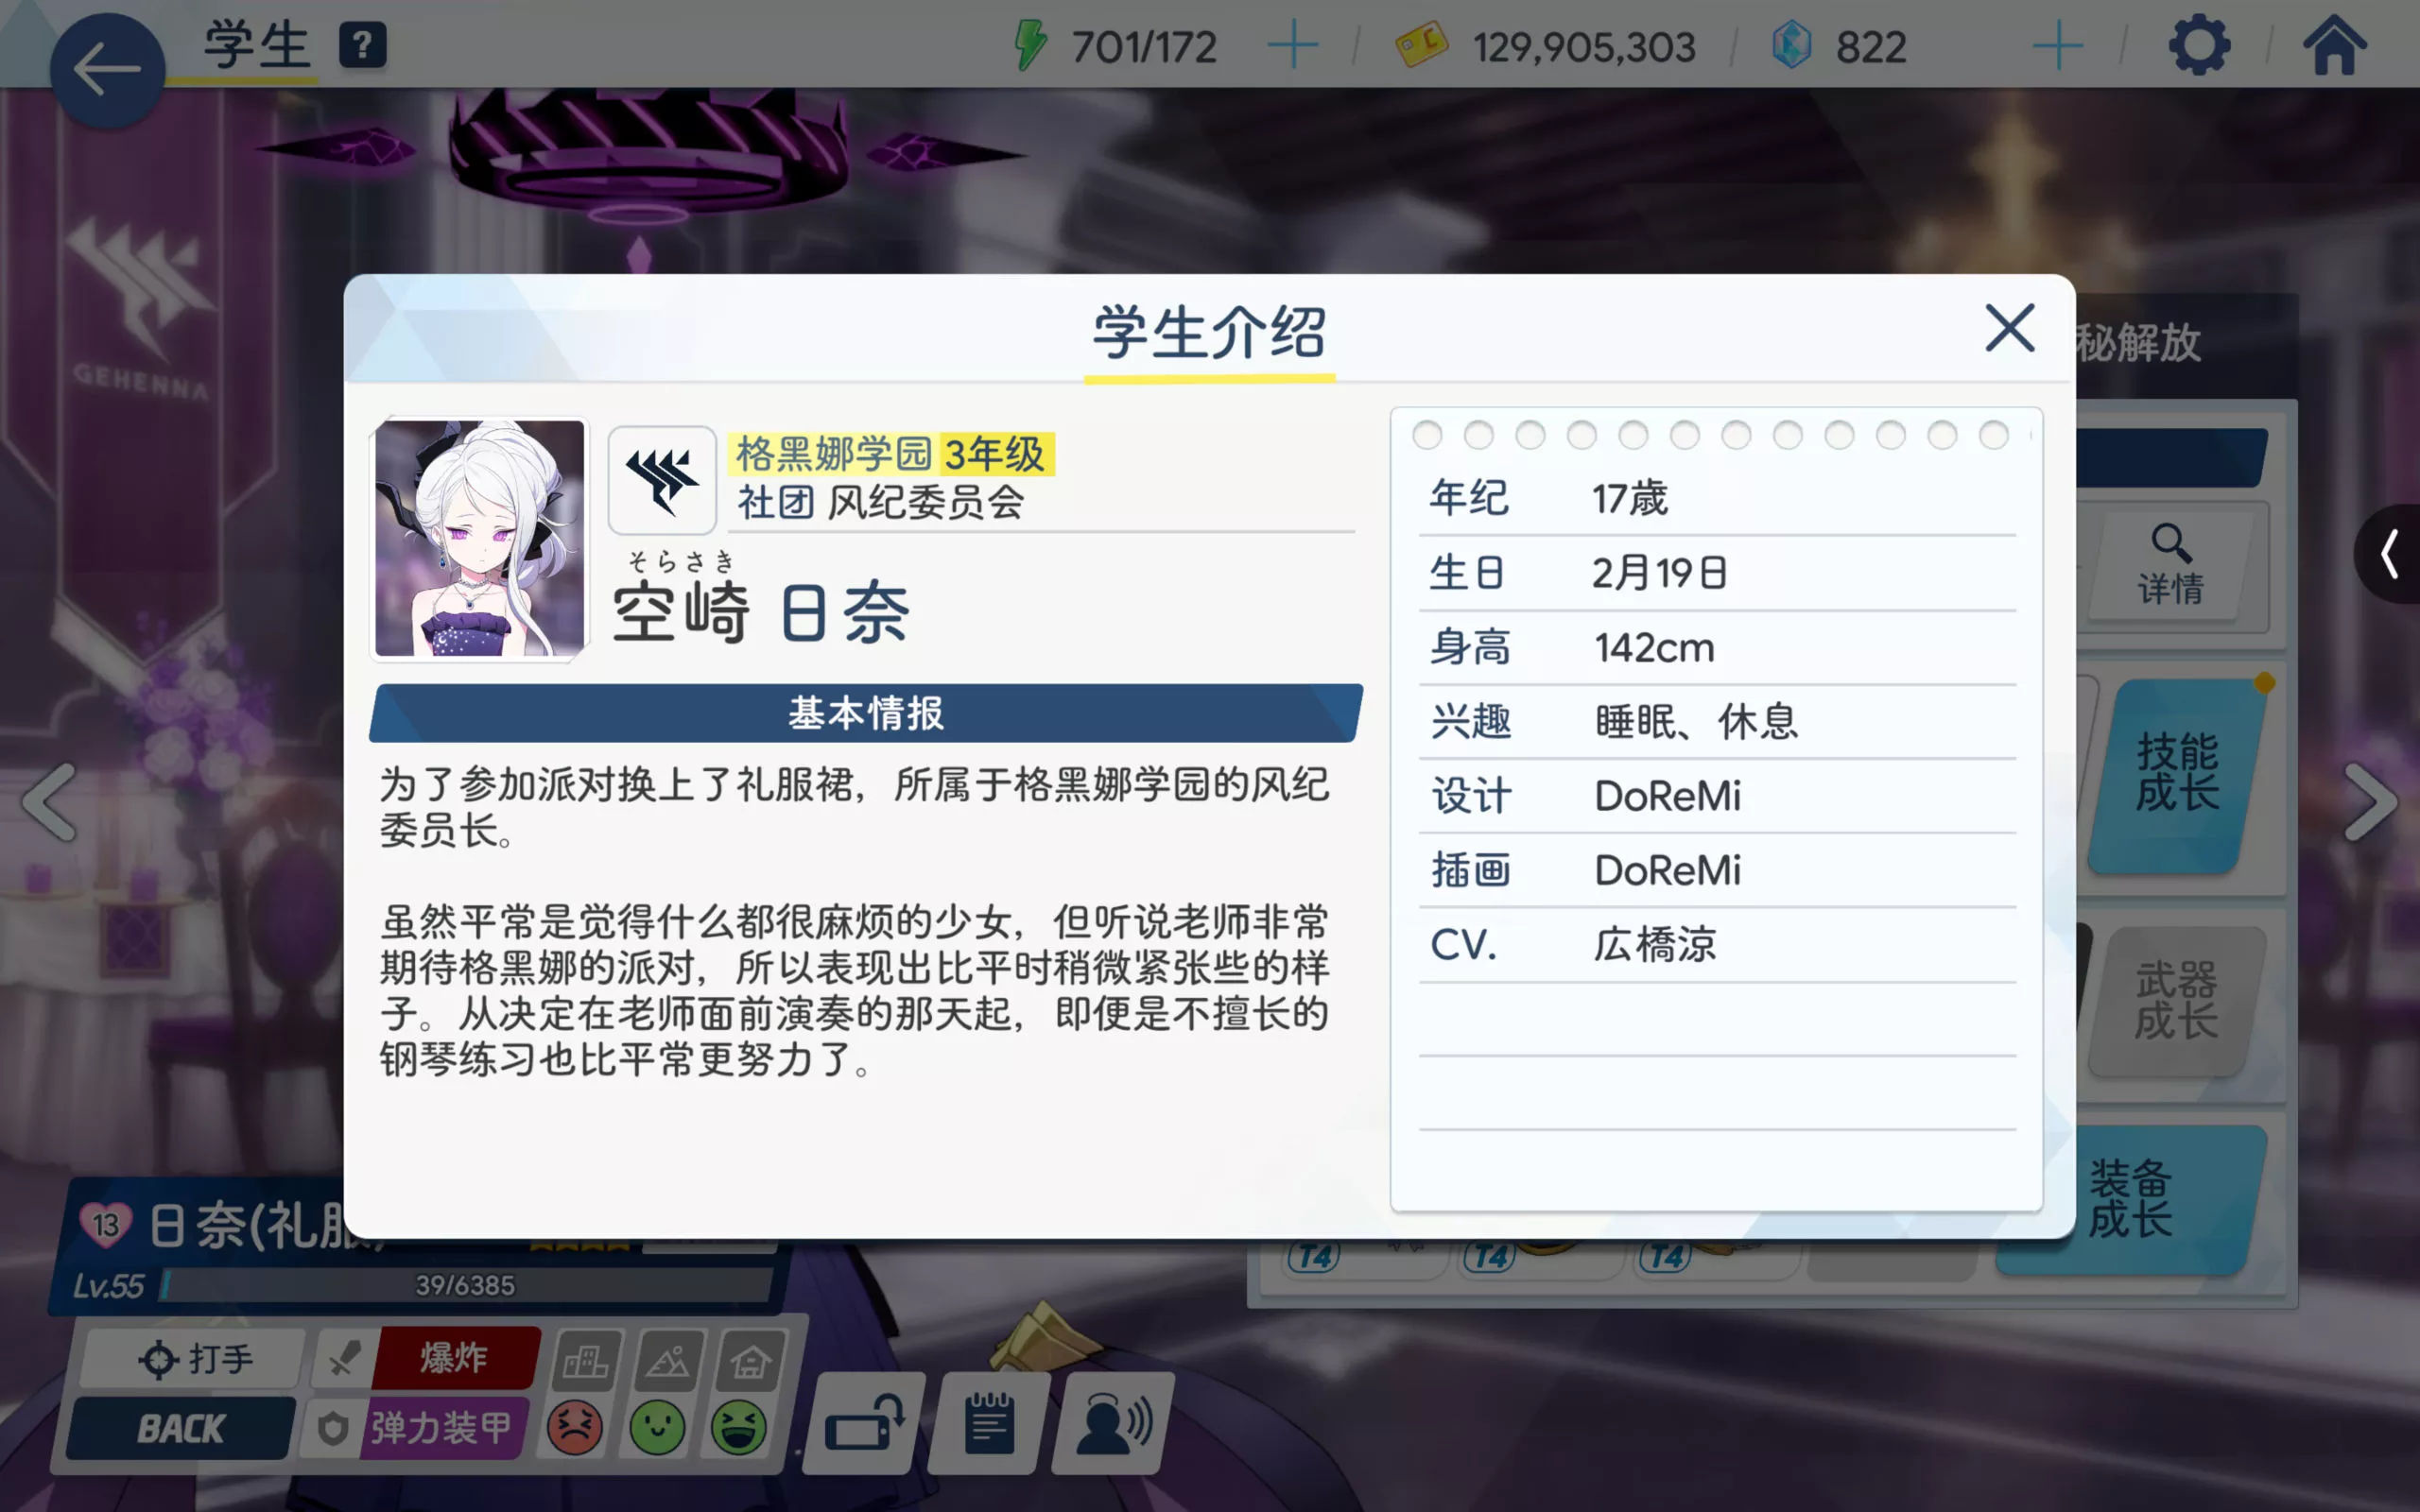 学生 ?
701/172
129,905,303
822
GEHENNA
学生介绍
秘解放
格黑娜学园 3年级
社团 风纪委员会
そらさき
空崎 日奈
基本情报
为了参加派对换上了礼服裙，所属于格黑娜学园的风纪
委员长。
虽然平常是觉得什么都很麻烦的少女，但听说老师非常
期待格黑娜的派对，所以表现出比平时稍微紧张些的样
子。从决定在老师面前演奏的那天起，即便是不擅长的
钢琴练习也比平常更努力了。
年纪 17歳
生日 2月19日
身高 142cm
兴趣 睡眠、休息
设计 DoReMi
插画 DoReMi
CV. 広橋涼
详情
技能
成长
武器
成长
装备
成长
T4 T4 T4
13 日奈(礼服)
Lv.55 39/6385
打手 爆炸
BACK 弹力装甲